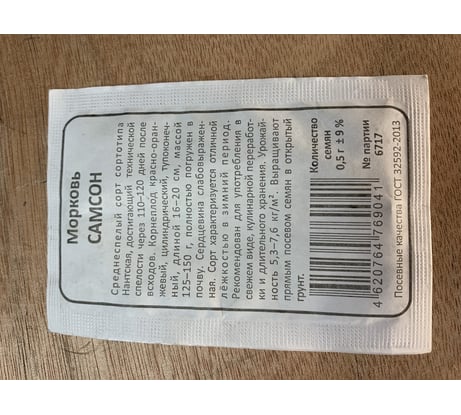 Морковь
САМСОН
Среднеспелый сорт сортотипа
Нантская, достигающий технической
спелости через 110–120 дней после
всходов. Корнеплод красно-оран-
жевый, цилиндрический, тупоконеч-
ный, длиной 16–20 см, массой
125–150 г, полностью погружен в
почву. Сердцевина слабовыражен-
ная. Сорт характеризуется отличной
лёжкостью в зимний период.
Рекомендован для употребления в
свежем виде, кулинарной переработ-
ки и длительного хранения. Урожай-
ность 5,3–7,6 кг/м². Выращивают
прямым посевом семян в открытый
грунт.
Количество
семян
0,5 г ± 9 %
№ партии
6717
4 620764 769041
Посевные качества ГОСТ 32592-2013